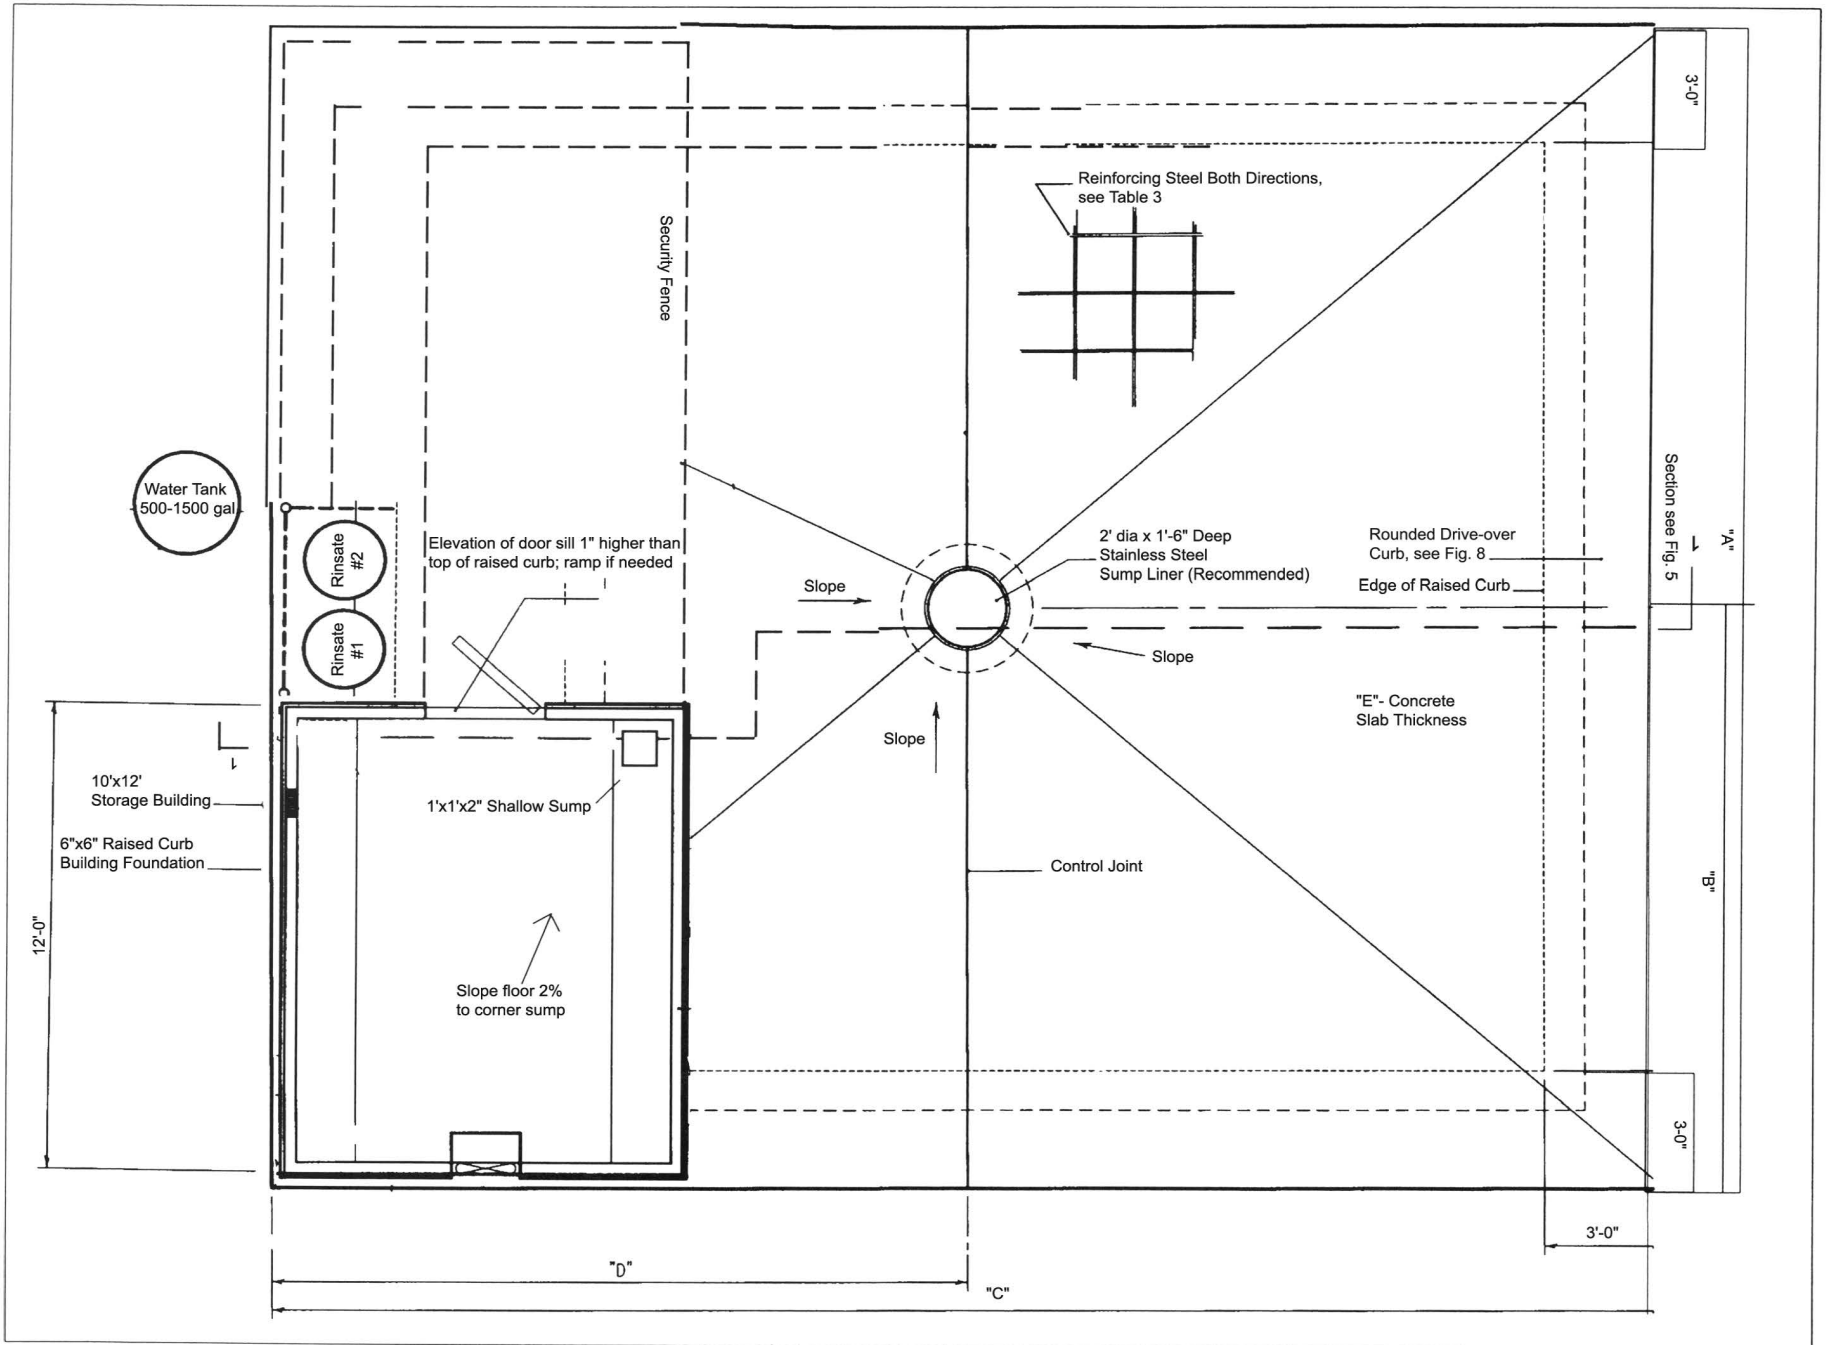 3'-0"
Reinforcing Steel Both Directions,
see Table 3
Security Fence
Water Tank
500-1500 gal.
Rinsate
#2
Rinsate
#1
Elevation of door sill 1" higher than
top of raised curb; ramp if needed
Slope
2' dia x 1'-6" Deep
Stainless Steel
Sump Liner (Recommended)
Rounded Drive-over
Curb, see Fig. 8
Edge of Raised Curb
Section see Fig. 5
1
"A"
Slope
Slope
"E"- Concrete
Slab Thickness
1
10'x12'
Storage Building
6"x6" Raised Curb
Building Foundation
1'x1'x2" Shallow Sump
Control Joint
"B"
12'-0"
Slope floor 2%
to corner sump
3-0"
3'-0"
"D"
"C"